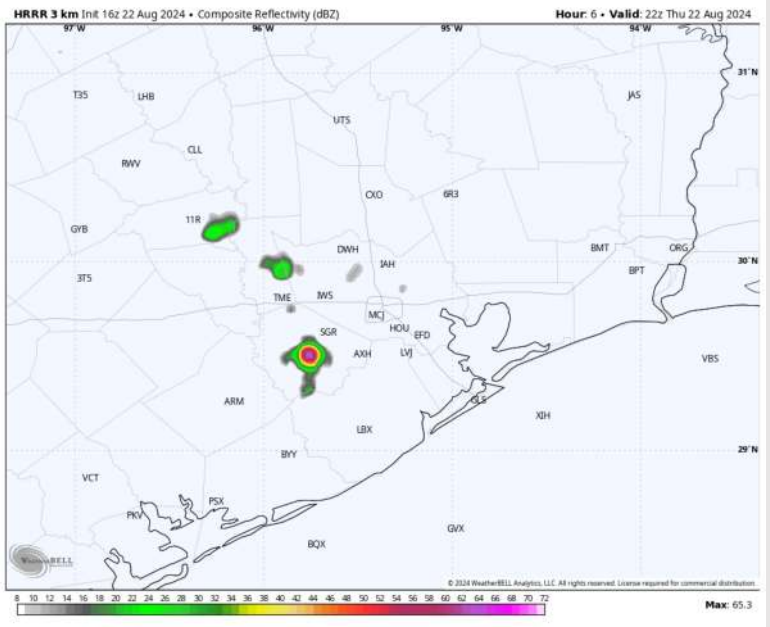 HRRR 3 km Init 16z 22 Aug 2024 • Composite Reflectivity (dBZ) Hour: 6 • Valid: 22z Thu 22 Aug 2024
97°W 96°W 95°W 94°W
31°N
T35 LHB JAS
UTS
CLL
RWV
CXO 6R3
11R
GYB
DWH BMT ORG
30°N
IAH
BPT
3T5
TME IWS
MCJ
HOU
SGR EFD
AXH LVJ
VBS
ARM GLS
XIH
LBX
29°N
BYY
VCT
PSX
PKV
GVX
BQX
WeatherBELL
© 2024 WeatherBELL Analytics, LLC. All rights reserved. License required for commercial distribution.
8 10 12 14 16 18 20 22 24 26 28 30 32 34 36 38 40 42 44 46 48 50 52 54 56 58 60 62 64 66 68 70 72
Max: 65.3